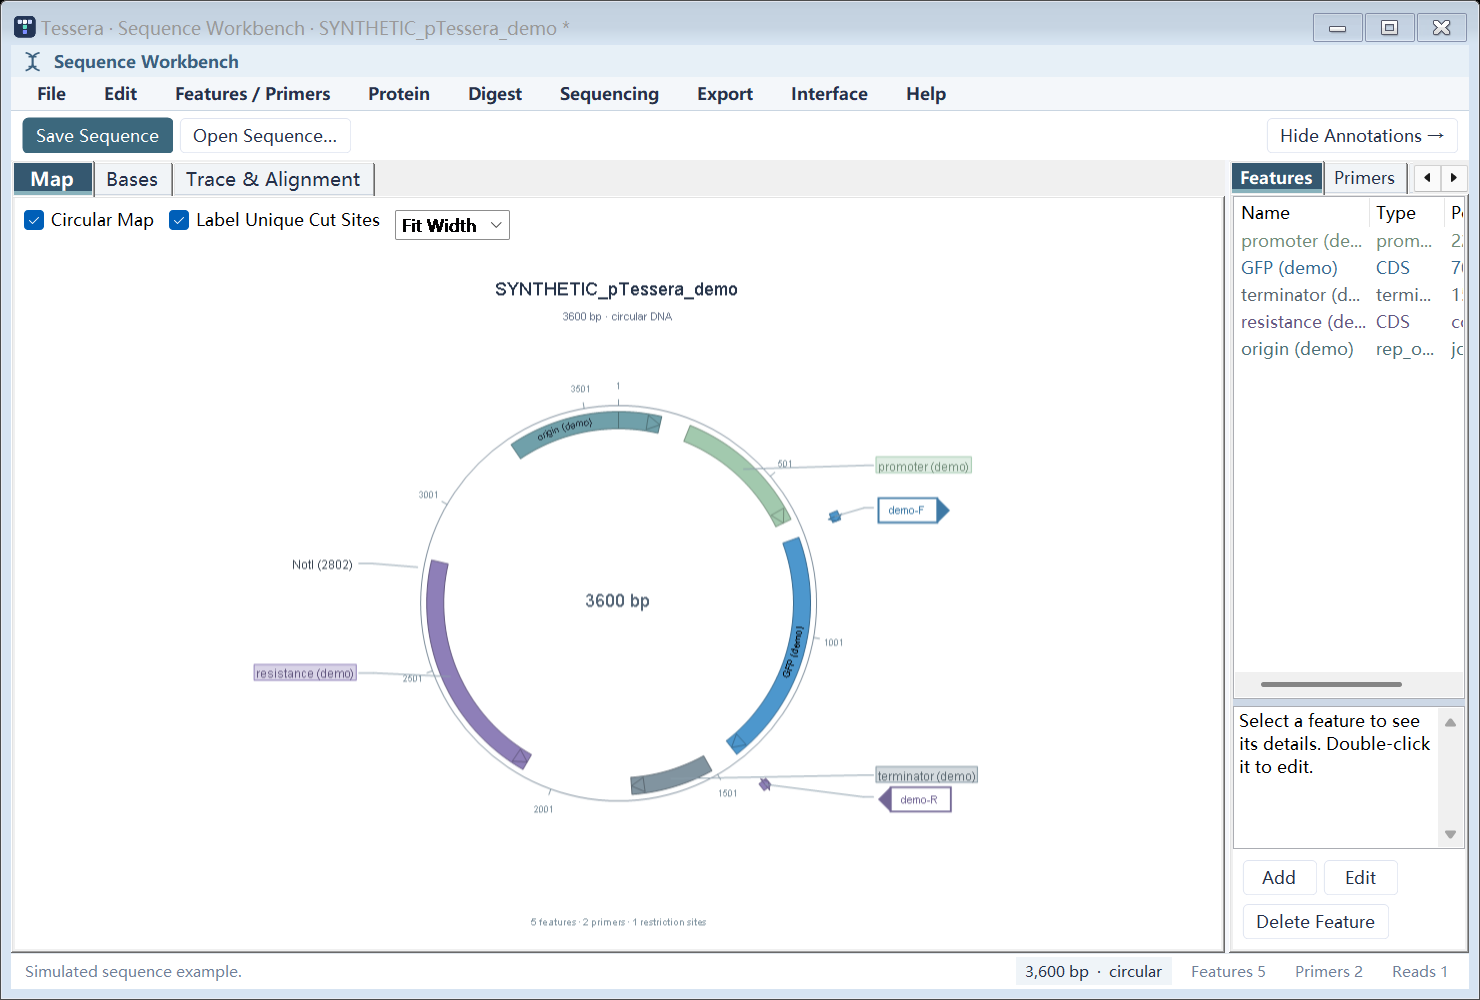 Tessera · Sequence Workbench · SYNTHETIC_pTessera_demo *
Sequence Workbench
File Edit Features / Primers Protein Digest Sequencing Export Interface Help
Save Sequence Open Sequence... Hide Annotations →
Map Bases Trace & Alignment
Features Primers
Circular Map Label Unique Cut Sites Fit Width
Name Type
promoter (de... prom...
GFP (demo) CDS
terminator (d... termi...
resistance (de... CDS
origin (demo) rep_o...
SYNTHETIC_pTessera_demo
3600 bp · circular DNA
3501 1
origin (demo)
501
promoter (demo)
3001
demo-F
NotI (2802)
3600 bp
GFP (demo)
1001
resistance (demo)
2501
terminator (demo)
1501
demo-R
2001
5 features · 2 primers · 1 restriction sites
Select a feature to see
its details. Double-click
it to edit.
Add Edit
Delete Feature
Simulated sequence example. 3,600 bp · circular Features 5 Primers 2 Reads 1